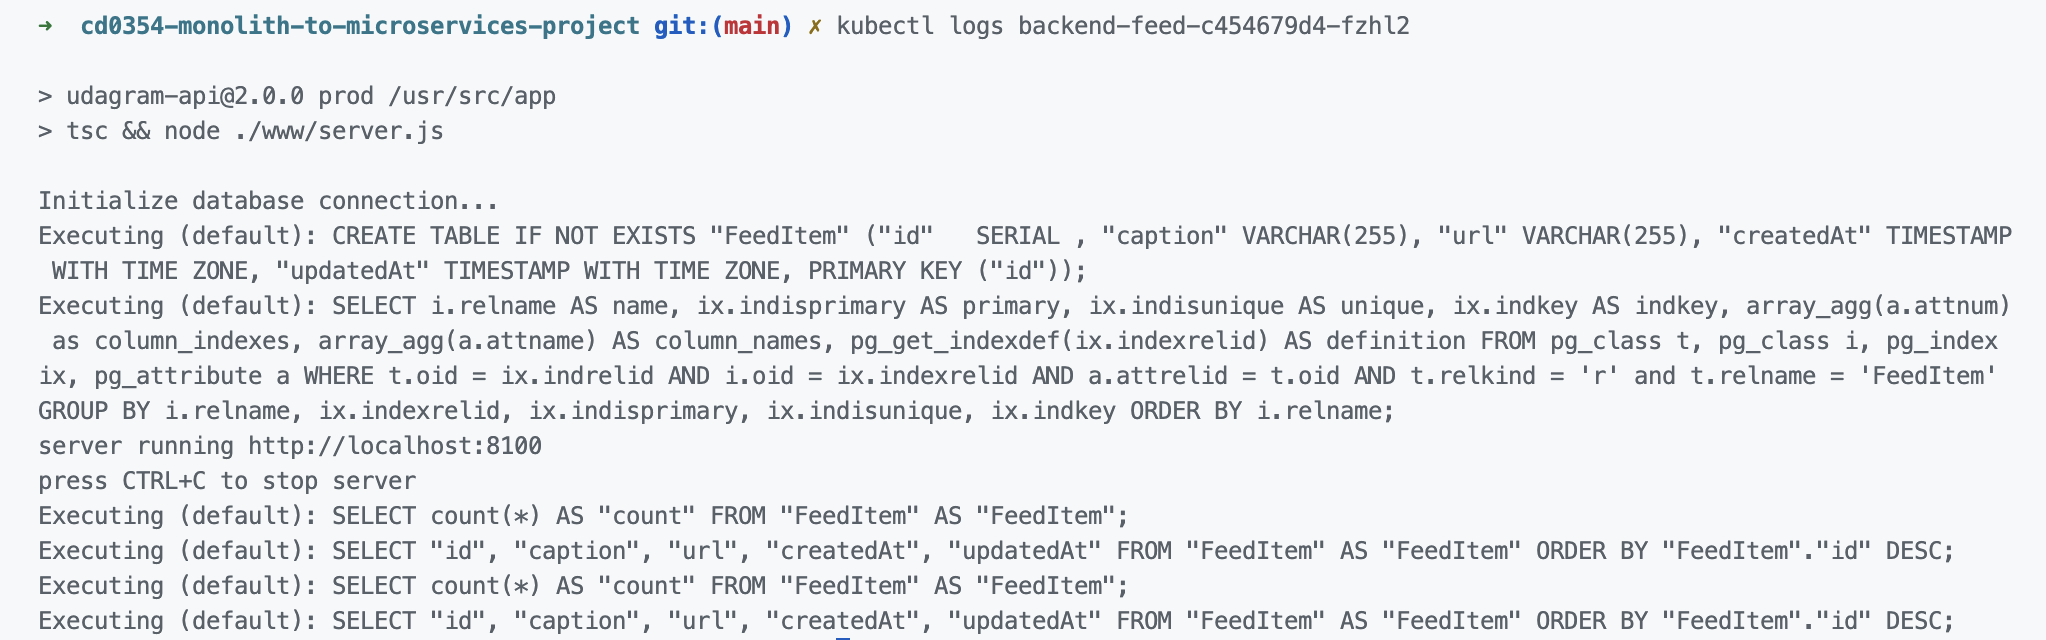 ➜  cd0354-monolith-to-microservices-project git:(main) ✗ kubectl logs backend-feed-c454679d4-fzhl2
> udagram-api@2.0.0 prod /usr/src/app
> tsc && node ./www/server.js
Initialize database connection...
Executing (default): CREATE TABLE IF NOT EXISTS "FeedItem" ("id"   SERIAL , "caption" VARCHAR(255), "url" VARCHAR(255), "createdAt" TIMESTAMP
 WITH TIME ZONE, "updatedAt" TIMESTAMP WITH TIME ZONE, PRIMARY KEY ("id"));
Executing (default): SELECT i.relname AS name, ix.indisprimary AS primary, ix.indisunique AS unique, ix.indkey AS indkey, array_agg(a.attnum)
 as column_indexes, array_agg(a.attname) AS column_names, pg_get_indexdef(ix.indexrelid) AS definition FROM pg_class t, pg_class i, pg_index
ix, pg_attribute a WHERE t.oid = ix.indrelid AND i.oid = ix.indexrelid AND a.attrelid = t.oid AND t.relkind = 'r' and t.relname = 'FeedItem'
GROUP BY i.relname, ix.indexrelid, ix.indisprimary, ix.indisunique, ix.indkey ORDER BY i.relname;
server running http://localhost:8100
press CTRL+C to stop server
Executing (default): SELECT count(*) AS "count" FROM "FeedItem" AS "FeedItem";
Executing (default): SELECT "id", "caption", "url", "createdAt", "updatedAt" FROM "FeedItem" AS "FeedItem" ORDER BY "FeedItem"."id" DESC;
Executing (default): SELECT count(*) AS "count" FROM "FeedItem" AS "FeedItem";
Executing (default): SELECT "id", "caption", "url", "createdAt", "updatedAt" FROM "FeedItem" AS "FeedItem" ORDER BY "FeedItem"."id" DESC;